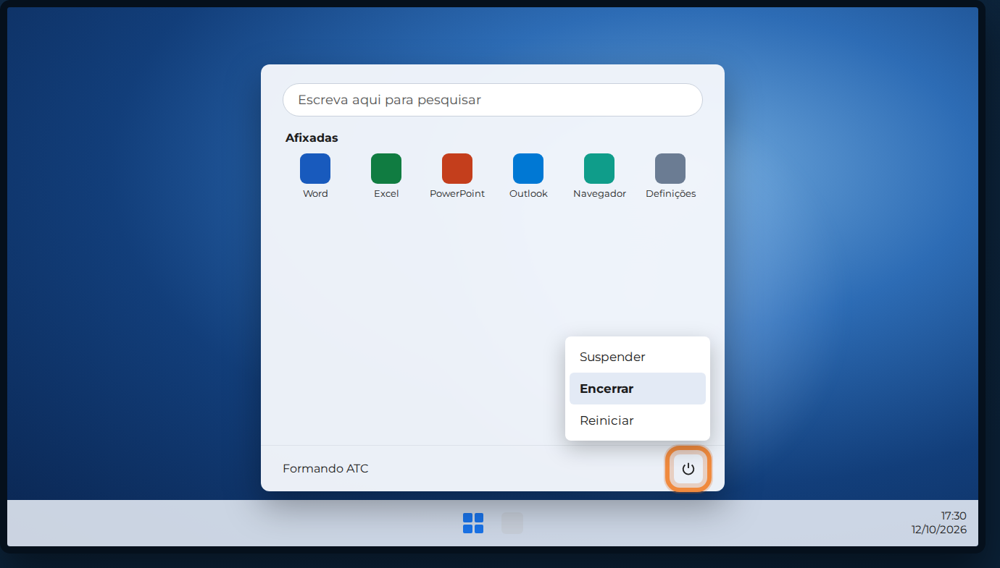 Escreva aqui para pesquisar
Afixadas
Word Excel PowerPoint Outlook Navegador Definições
Suspender
Encerrar
Reiniciar
Formando ATC
17:30
12/10/2026